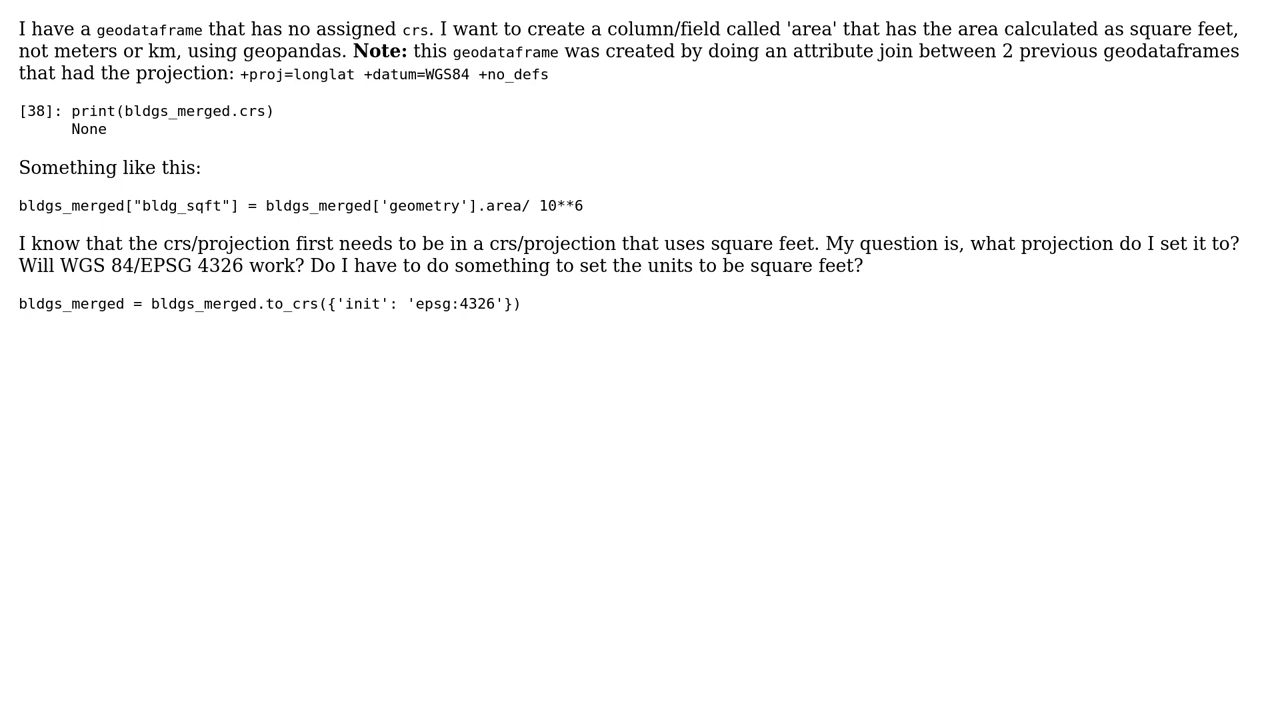 I have a geodataframe that has no assigned crs. I want to create a column/field called 'area' that has the area calculated as square feet,
not meters or km, using geopandas. Note: this geodataframe was created by doing an attribute join between 2 previous geodataframes
that had the projection: +proj=longlat +datum=WGS84 +no_defs
[38]: print(bldgs_merged.crs)
None
Something like this:
bldgs_merged["bldg_sqft"] = bldgs_merged['geometry'].area/ 10**6
I know that the crs/projection first needs to be in a crs/projection that uses square feet. My question is, what projection do I set it to?
Will WGS 84/EPSG 4326 work? Do I have to do something to set the units to be square feet?
bldgs_merged = bldgs_merged.to_crs({'init': 'epsg:4326'})